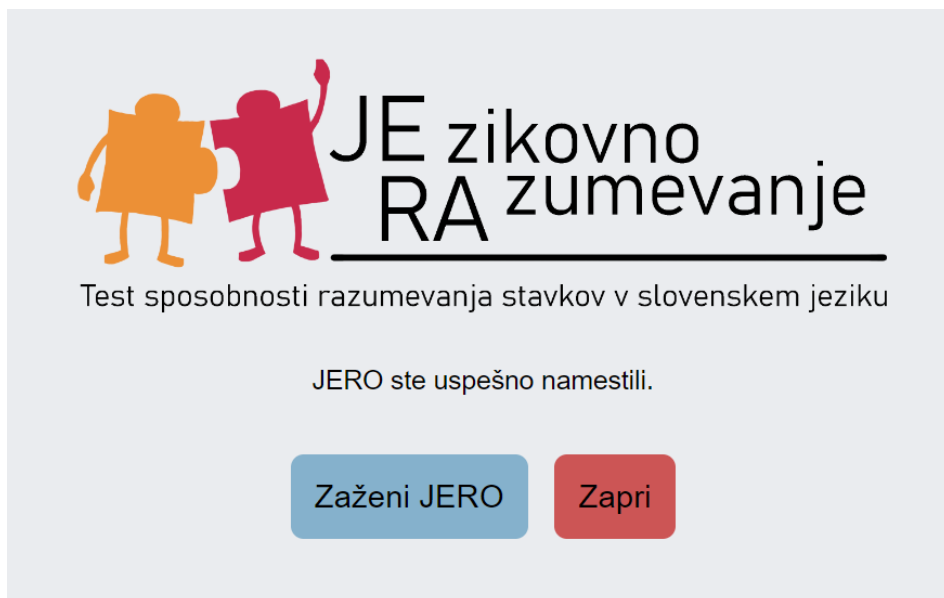 JE zikovno
RA zumevanje
Test sposobnosti razumevanja stavkov v slovenskem jeziku
JERO ste uspešno namestili.
Zaženi JERO Zapri